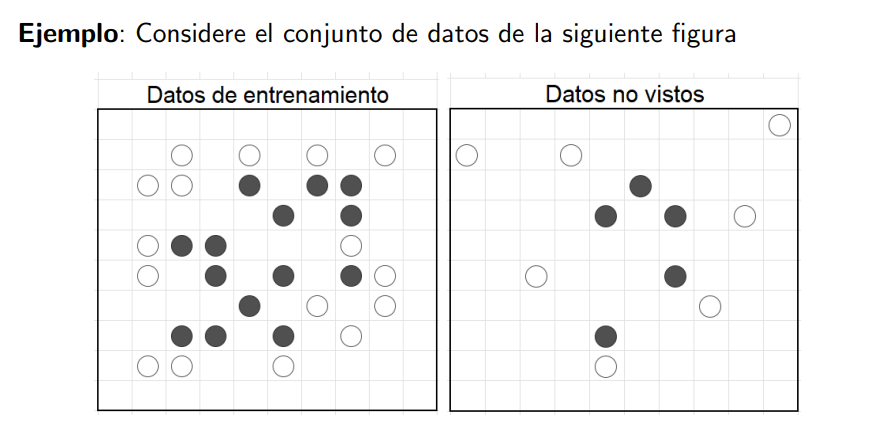 Ejemplo: Considere el conjunto de datos de la siguiente figura
Datos de entrenamiento
Datos no vistos